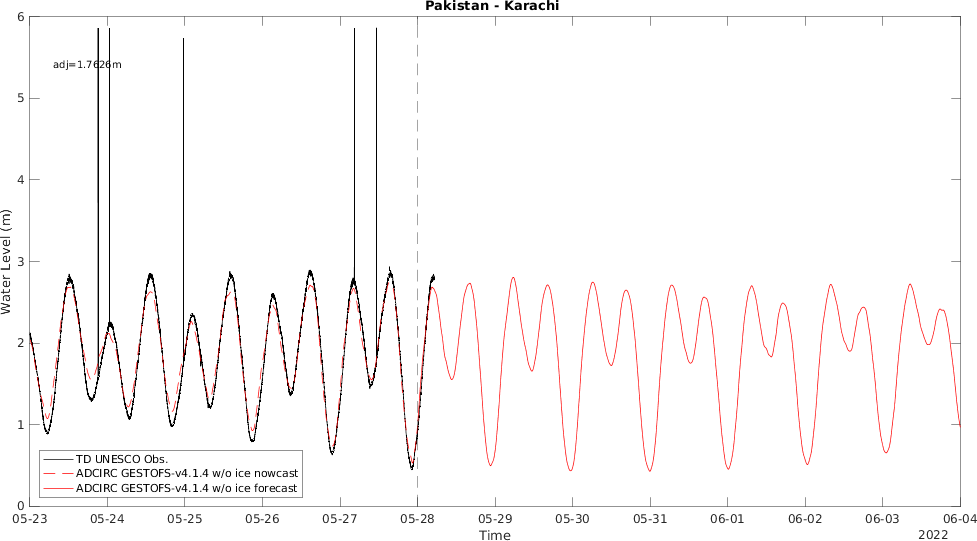 Pakistan - Karachi
adj=1.7626m
Water Level (m)
6
5
4
3
2
1
0
TD UNESCO Obs.
ADCIRC GESTOFS-v4.1.4 w/o ice nowcast
ADCIRC GESTOFS-v4.1.4 w/o ice forecast
05-23 05-24 05-25 05-26 05-27 05-28 05-29 05-30 05-31 06-01 06-02 06-03 06-04
Time
2022